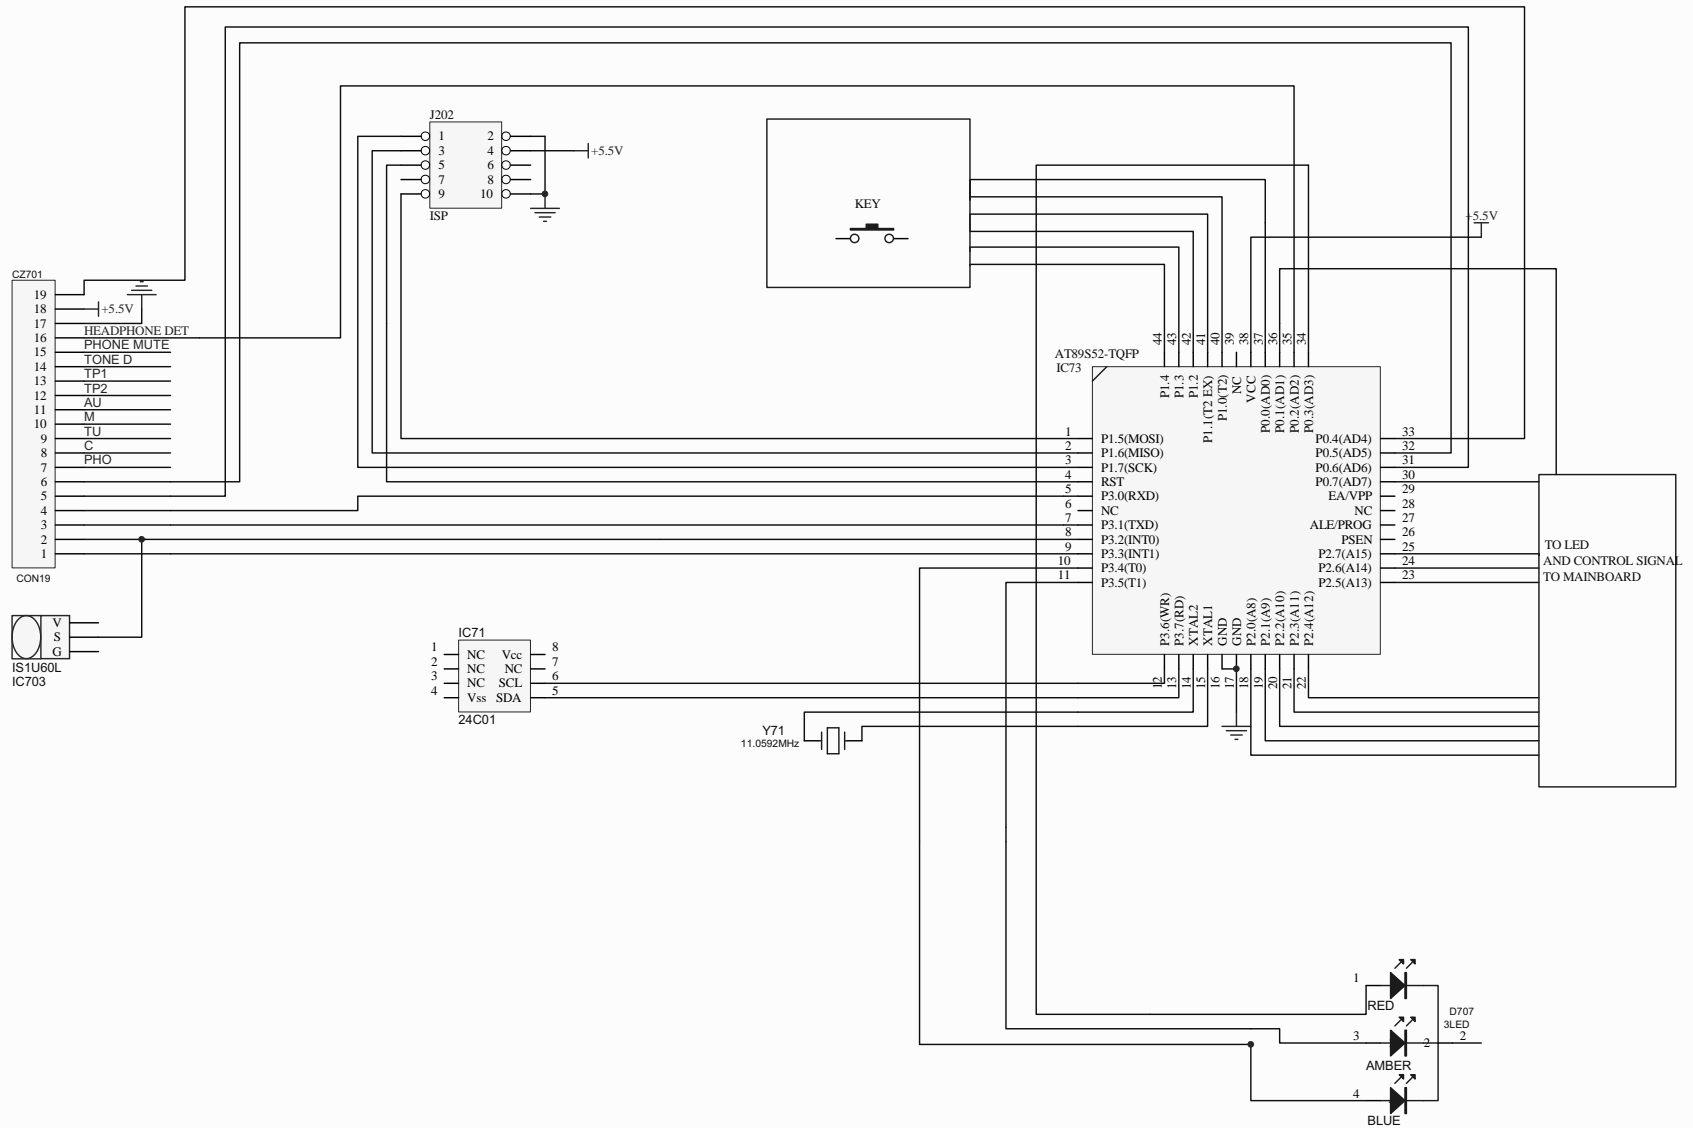 J202
1 2
3 4
5 6
7 8
9 10
ISP
+5.5V
KEY
+5.5V
CZ701
19
18
17
16
15
14
13
12
11
10
9
8
7
6
5
4
3
2
1
CON19
+5.5V
HEADPHONE DET
PHONE MUTE
TONE D
TP1
TP2
AU
M
TU
C
PHO
V
S
G
IS1U60L
IC703
AT89S52-TQFP
IC73
44 43 42 41 40 39 38 37 36 35 34
P1.4 P1.3 P1.2 P1.1(T2 EX) P1.0(T2) NC VCC P0.0(AD0) P0.1(AD1) P0.2(AD2) P0.3(AD3)
1 P1.5(MOSI)
2 P1.6(MISO)
3 P1.7(SCK)
4 RST
5 P3.0(RXD)
6 NC
7 P3.1(TXD)
8 P3.2(INT0)
9 P3.3(INT1)
10 P3.4(T0)
11 P3.5(T1)
P0.4(AD4) 33
P0.5(AD5) 32
P0.6(AD6) 31
P0.7(AD7) 30
EA/VPP 29
NC 28
ALE/PROG 27
PSEN 26
P2.7(A15) 25
P2.6(A14) 24
P2.5(A13) 23
P3.6(WR) P3.7(RD) XTAL2 XTAL1 GND GND P2.0(A8) P2.1(A9) P2.2(A10) P2.3(A11) P2.4(A12)
12 13 14 15 16 17 18 19 20 21 22
TO LED
AND CONTROL SIGNAL
TO MAINBOARD
IC71
1 NC Vcc 8
2 NC NC 7
3 NC SCL 6
4 Vss SDA 5
24C01
Y71
11.0592MHz
1
RED
D707
3LED
3 2 2
AMBER
4
BLUE